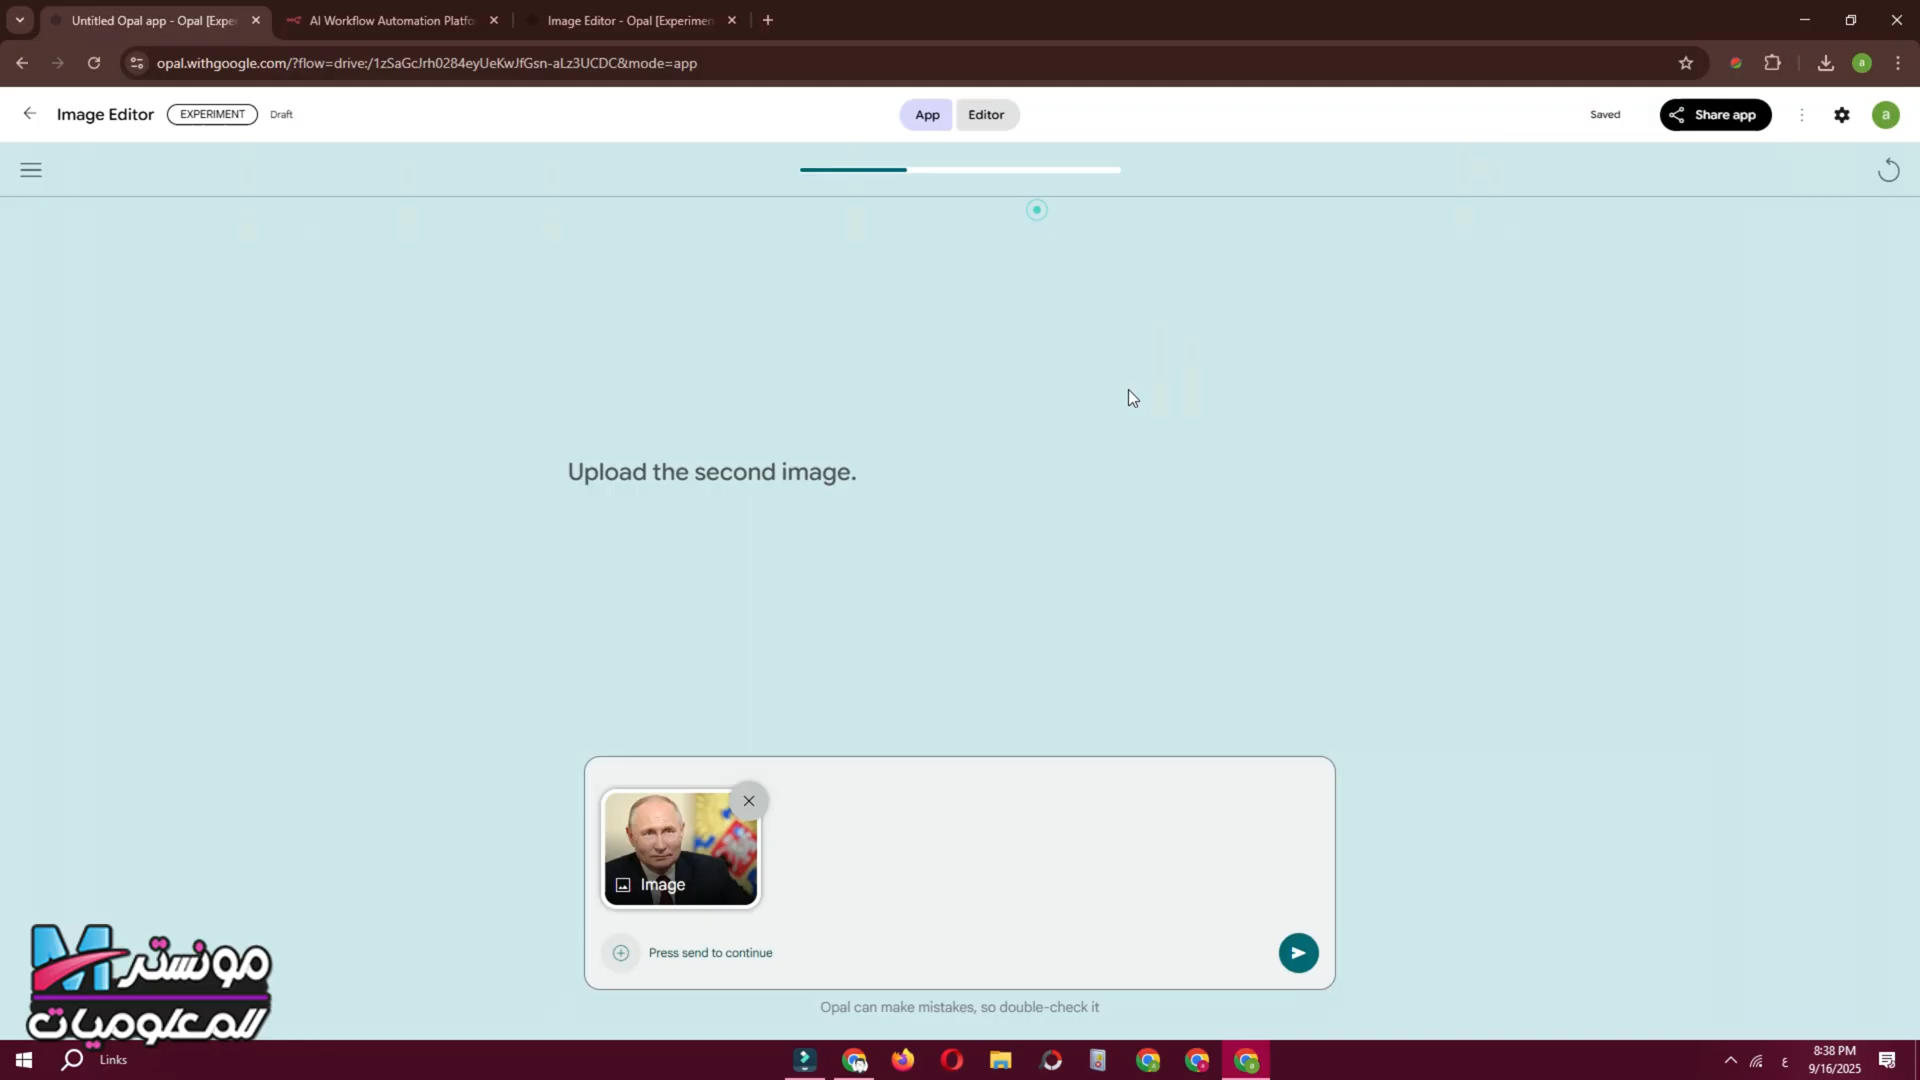 Untitled Opal app - Opal [Exper
AI Workflow Automation Platfo
Image Editor - Opal [Experimen
opal.withgoogle.com/?flow=drive:/1zSaGcJrh0284eyUeKwJfGsn-aLz3UCDC&mode=app
a
Image Editor
EXPERIMENT
Draft
App
Editor
Saved
Share app
a
Upload the second image.
Image
Press send to continue
Opal can make mistakes, so double-check it
مونستر
للمعلوميات
Links
ع
8:38 PM
9/16/2025